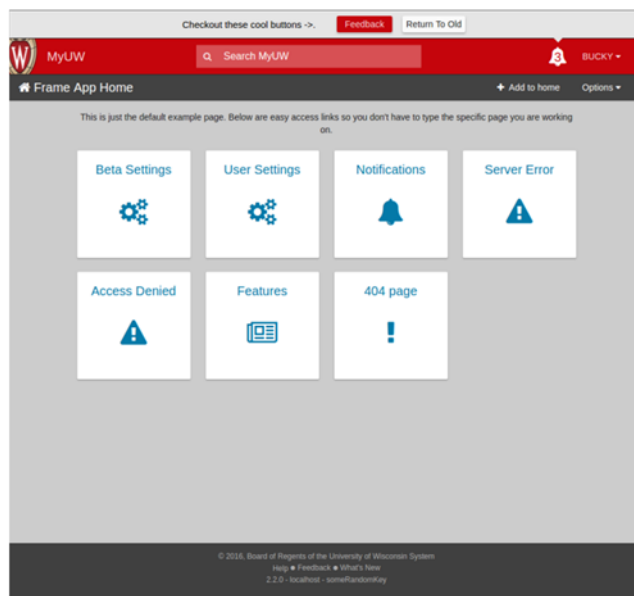 Checkout these cool buttons ->. Feedback Return To Old
W MyUW Search MyUW 3 BUCKY
Frame App Home + Add to home Options
This is just the default example page. Below are easy access links so you don't have to type the specific page you are working
on.
Beta Settings User Settings Notifications Server Error
Access Denied Features 404 page
© 2016, Board of Regents of the University of Wisconsin System
Help ■ Feedback ■ What's New
2.2.0 - localhost - someRandomKey